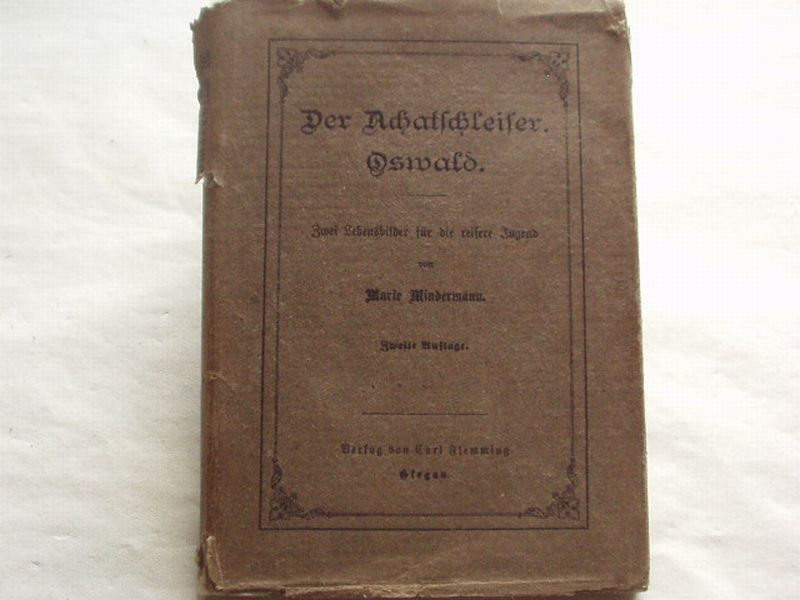 Der Achatschleifer.
Oswald.
Zwei Lebensbilder für die reifere Jugend
von
Marie Mindermann.
Zweite Auflage.
Verlag von Carl Flemming
Glogau.